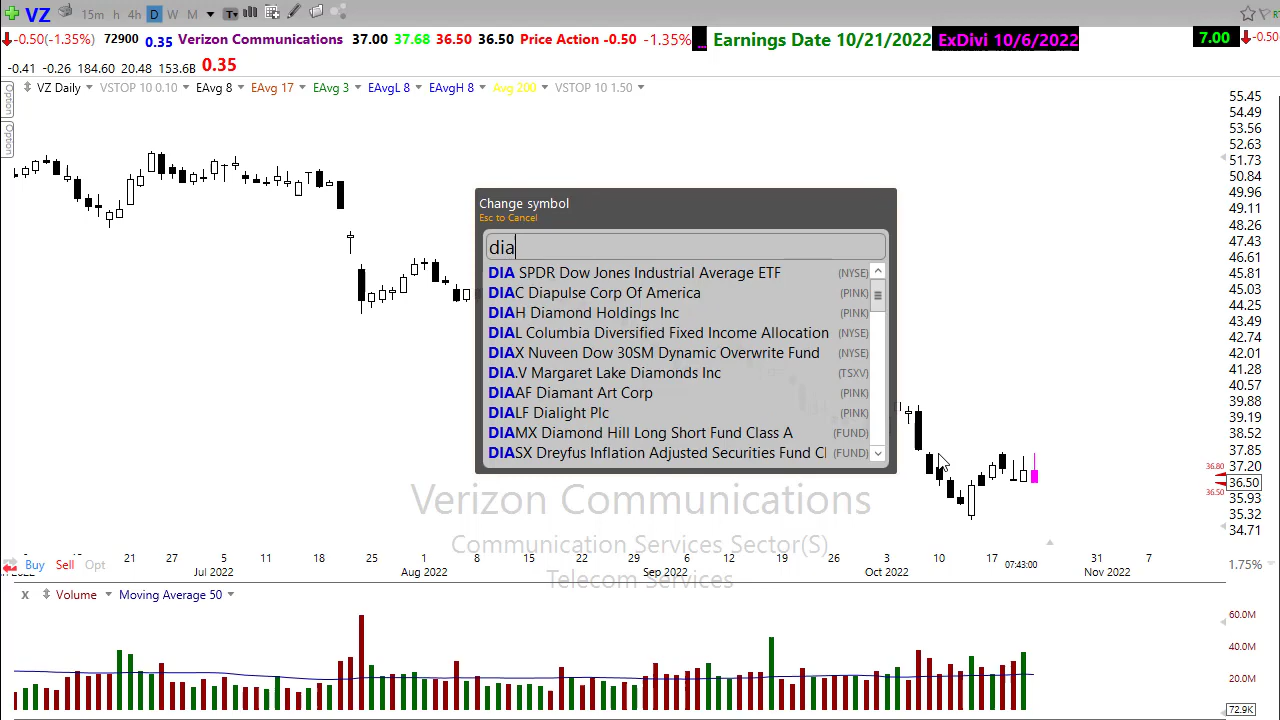 VZ 15m h 4h D W M T
-0.50(-1.35%) 72900 0.35 Verizon Communications 37.00 37.68 36.50 36.50 Price Action -0.50 -1.35% ... Earnings Date 10/21/2022 ExDivi 10/6/2022 7.00 -0.50
-0.41 -0.26 184.60 20.48 153.6B 0.35
Option
Option
VZ Daily VSTOP 10 0.10 EAvg 8 EAvg 17 EAvg 3 EAvgL 8 EAvgH 8 Avg 200 VSTOP 10 1.50
55.45
54.49
53.56
52.63
51.73
50.84
49.96
49.11
48.26
47.43
46.61
45.81
45.03
44.25
43.49
42.74
42.01
41.28
40.57
39.88
39.19
38.52
37.85
37.20
36.50
35.93
35.32
34.71
36.80
36.50
Change symbol
Esc to Cancel
dia
DIA SPDR Dow Jones Industrial Average ETF (NYSE)
DIAC Diapulse Corp Of America (PINK)
DIAH Diamond Holdings Inc (PINK)
DIAL Columbia Diversified Fixed Income Allocation (NYSE)
DIAX Nuveen Dow 30SM Dynamic Overwrite Fund (NYSE)
DIA.V Margaret Lake Diamonds Inc (TSXV)
DIAAF Diamant Art Corp (PINK)
DIALF Dialight Plc (PINK)
DIAMX Diamond Hill Long Short Fund Class A (FUND)
DIASX Dreyfus Inflation Adjusted Securities Fund Cl (FUND)
Verizon Communications
Communication Services Sector(S)
Telecom Services
21 27 5 11 18 25 1 8 22 29 6 12 26 3 10 17 31 7
Jul 2022 Aug 2022 Sep 2022 Oct 2022 07:43:00 Nov 2022
Buy Sell Opt 1.75%
x Volume Moving Average 50
60.0M
40.0M
20.0M
72.9K